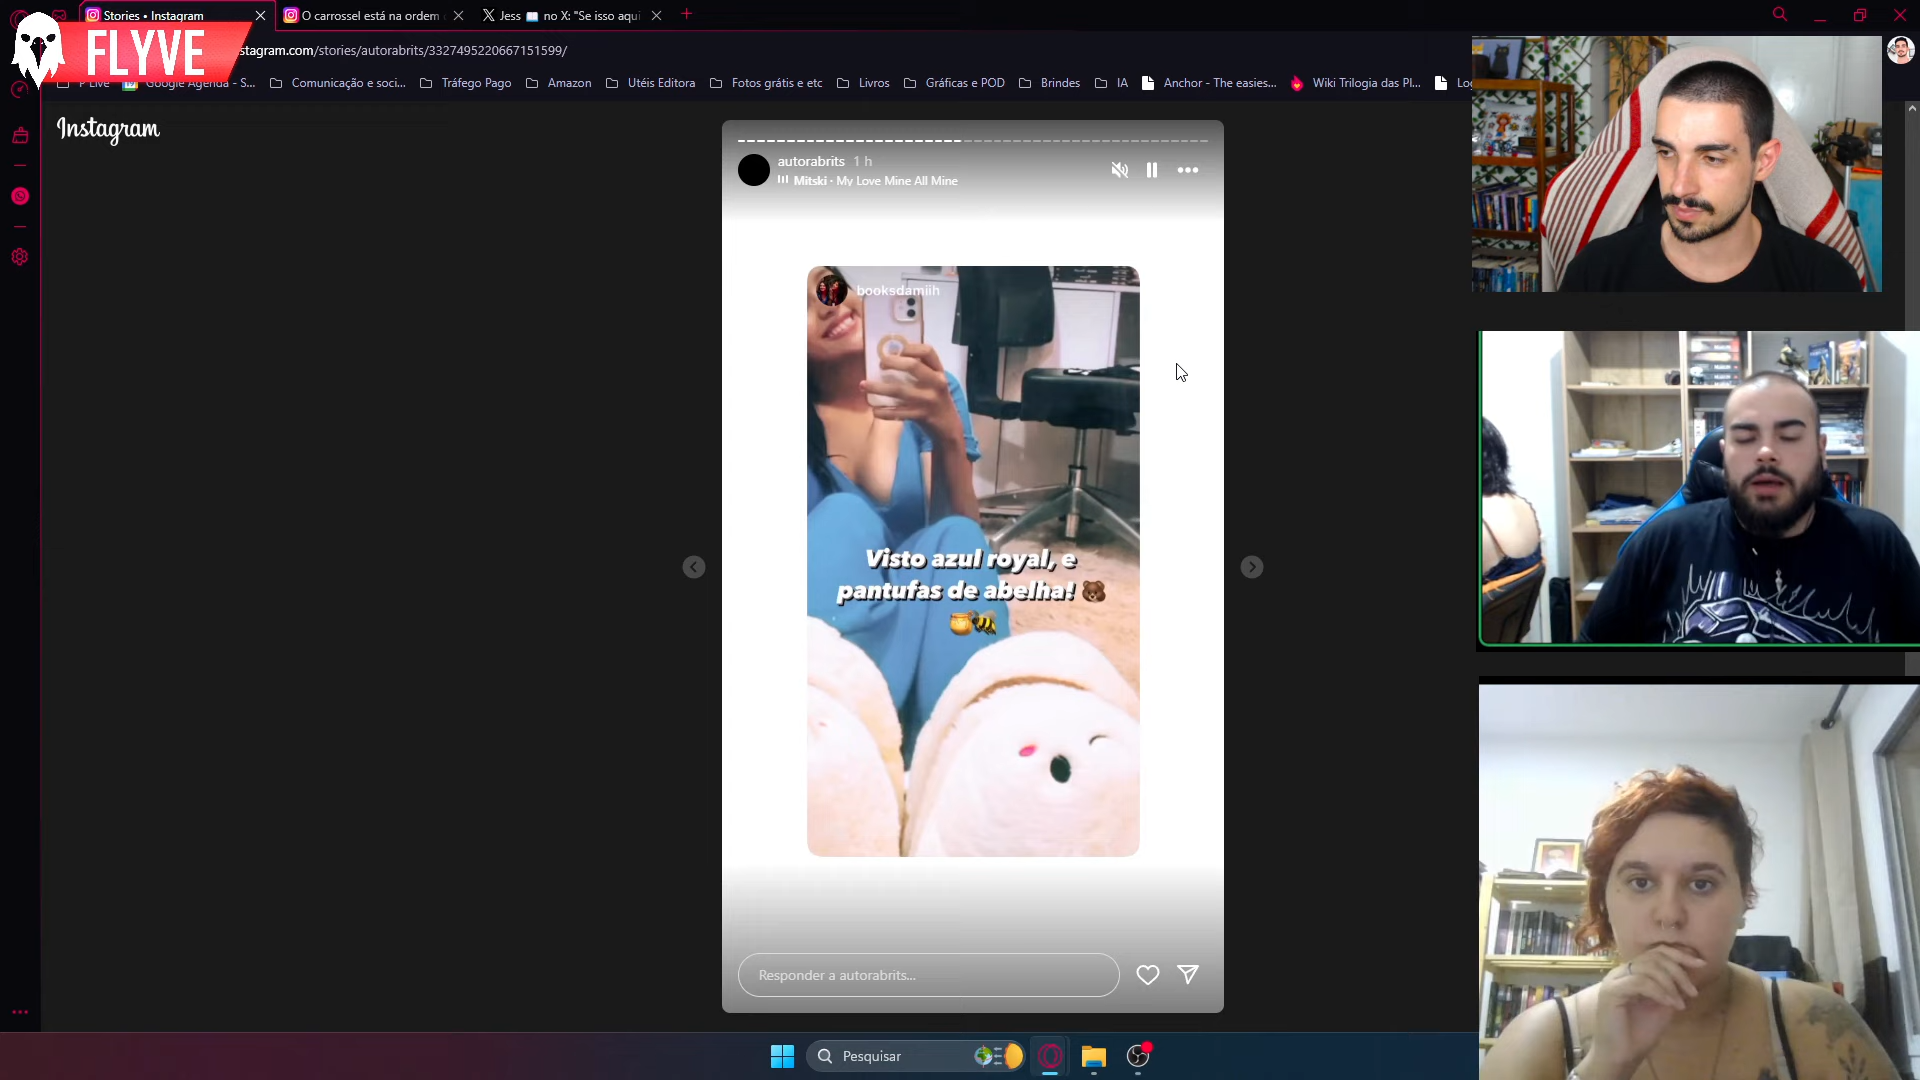 Stories • Instagram
O carrossel está na ordem
Jess 📖 no X: "Se isso aqui
FLYVE
stagram.com/stories/autorabrits/3327495220667151599/
P Live
Google Agenda - S...
Comunicação e soci...
Tráfego Pago
Amazon
Utéis Editora
Fotos grátis e etc
Livros
Gráficas e POD
Brindes
IA
Anchor - The easies...
Wiki Trilogia das Pl...
Instagram
autorabrits 1 h
Mitski · My Love Mine All Mine
booksdamiih
Visto azul royal, e
pantufas de abelha! 🐻
🍯🐝
Responder a autorabrits...
Pesquisar